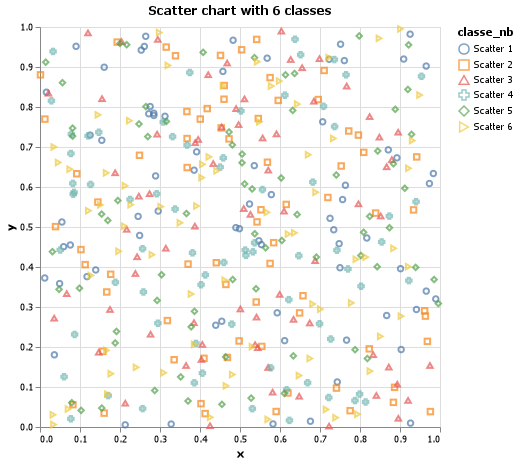 Scatter chart with 6 classes
classe_nb
Scatter 1
Scatter 2
Scatter 3
Scatter 4
Scatter 5
Scatter 6
1.0
0.9
0.8
0.7
0.6
0.5
0.4
0.3
0.2
0.1
0.0
y
0.0 0.1 0.2 0.3 0.4 0.5 0.6 0.7 0.8 0.9 1.0
x